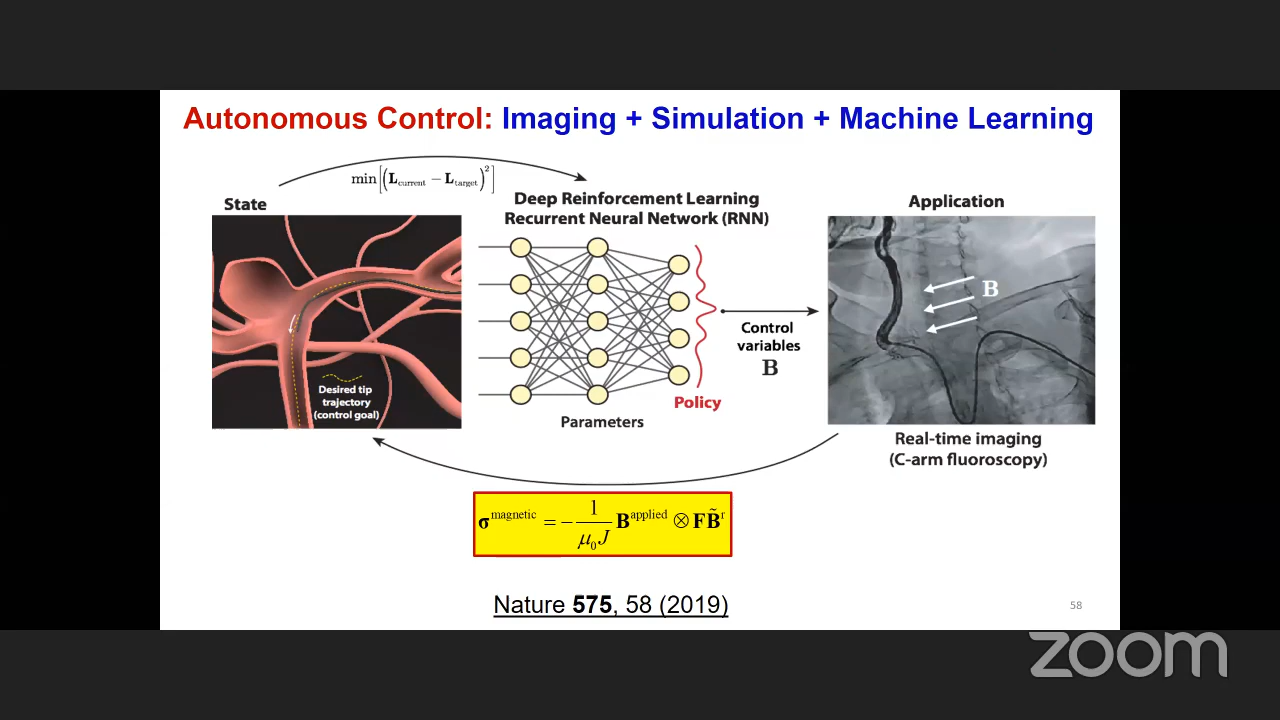 Autonomous Control: Imaging + Simulation + Machine Learning
min[(L_current − L_target)^2]
State
Deep Reinforcement Learning
Recurrent Neural Network (RNN)
Application
B
Control
variables
B
Desired tip
trajectory
(control goal)
Policy
Parameters
Real-time imaging
(C-arm fluoroscopy)
σ^magnetic = − 1/(μ_0 J) B^applied ⊗ FB̃^r
Nature 575, 58 (2019)
58
zoom